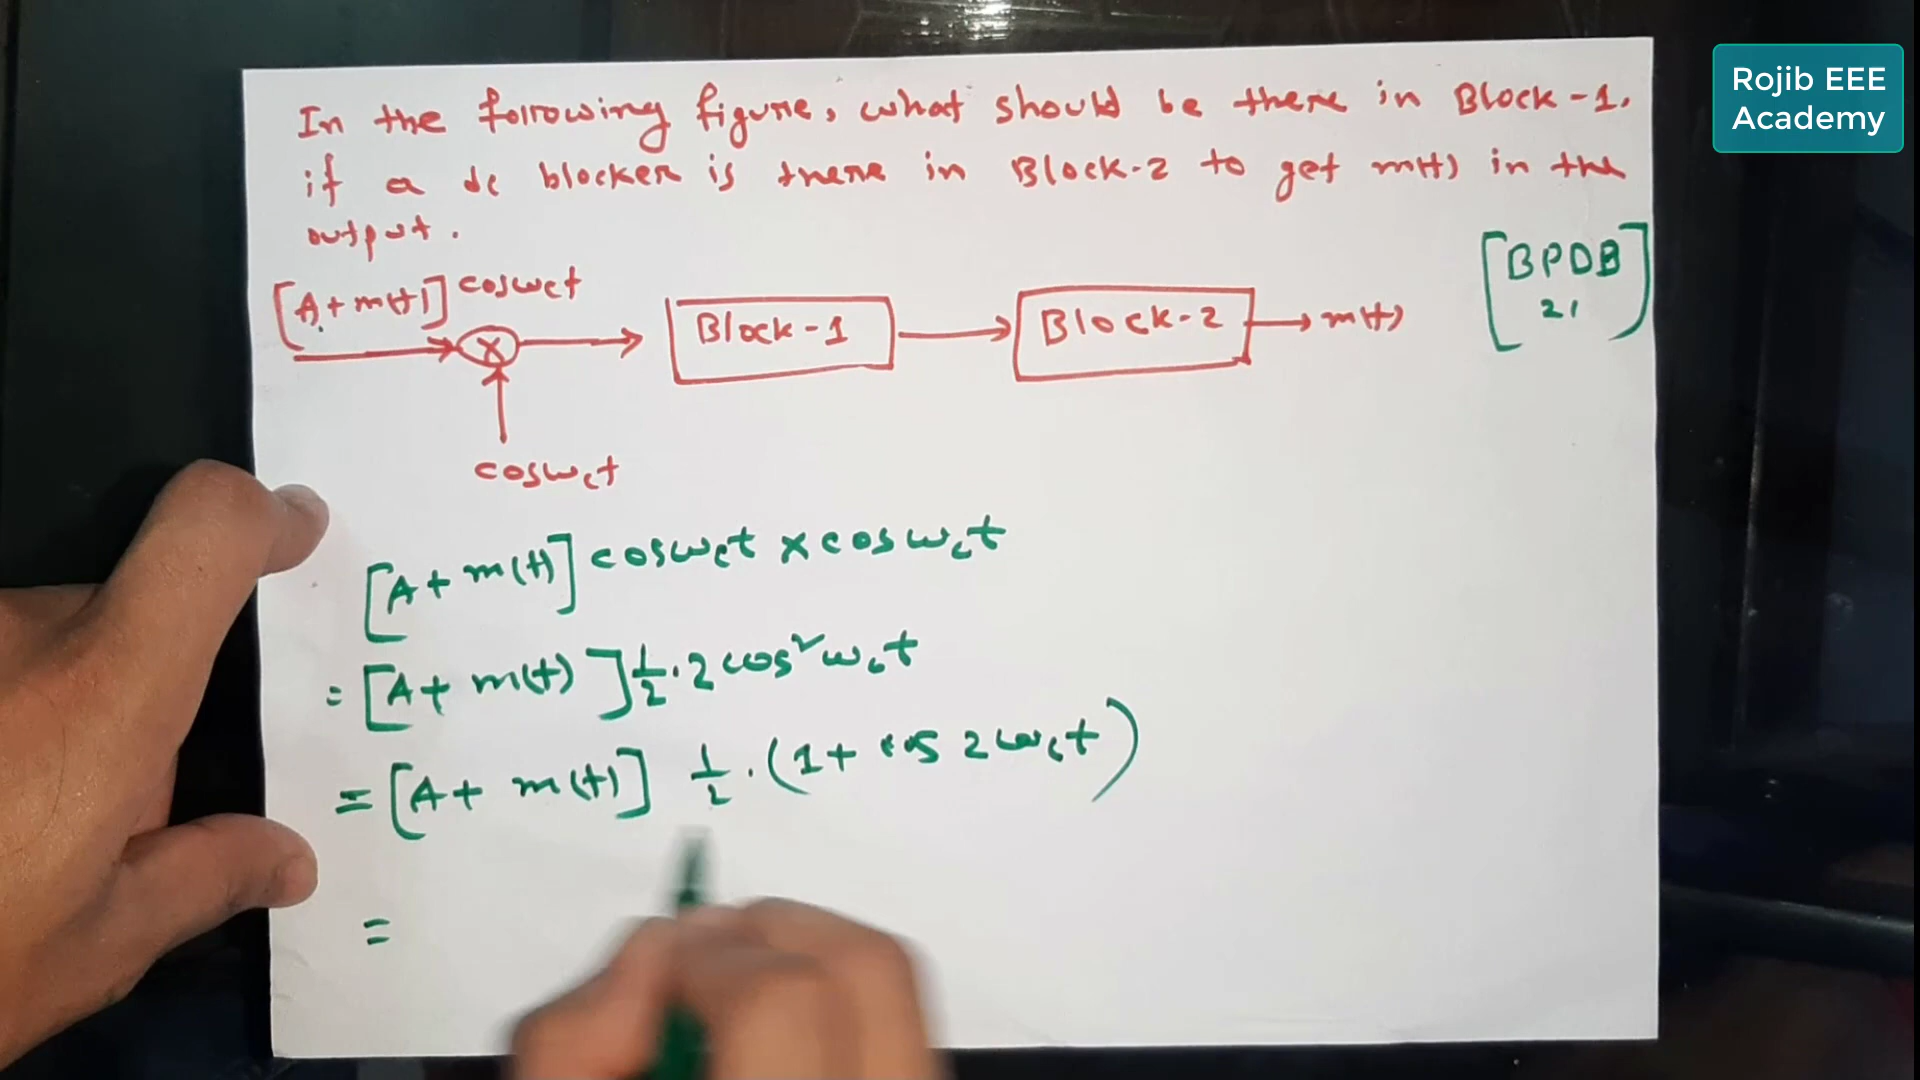 In the following figure, what should be there in Block-1.
if a dc blocker is there in Block-2 to get m(t) in the
output.
[A+m(t)] cosωct
X
Block-1
Block-2
m(t)
[BPDB
21]
cosωct
[A+ m(t)] cosωct × cosωct
= [A+ m(t)] 1/2 . 2 cos²ωct
= [A+ m(t)] 1/2 . (1+ cos 2ωct)
=
Rojib EEE
Academy